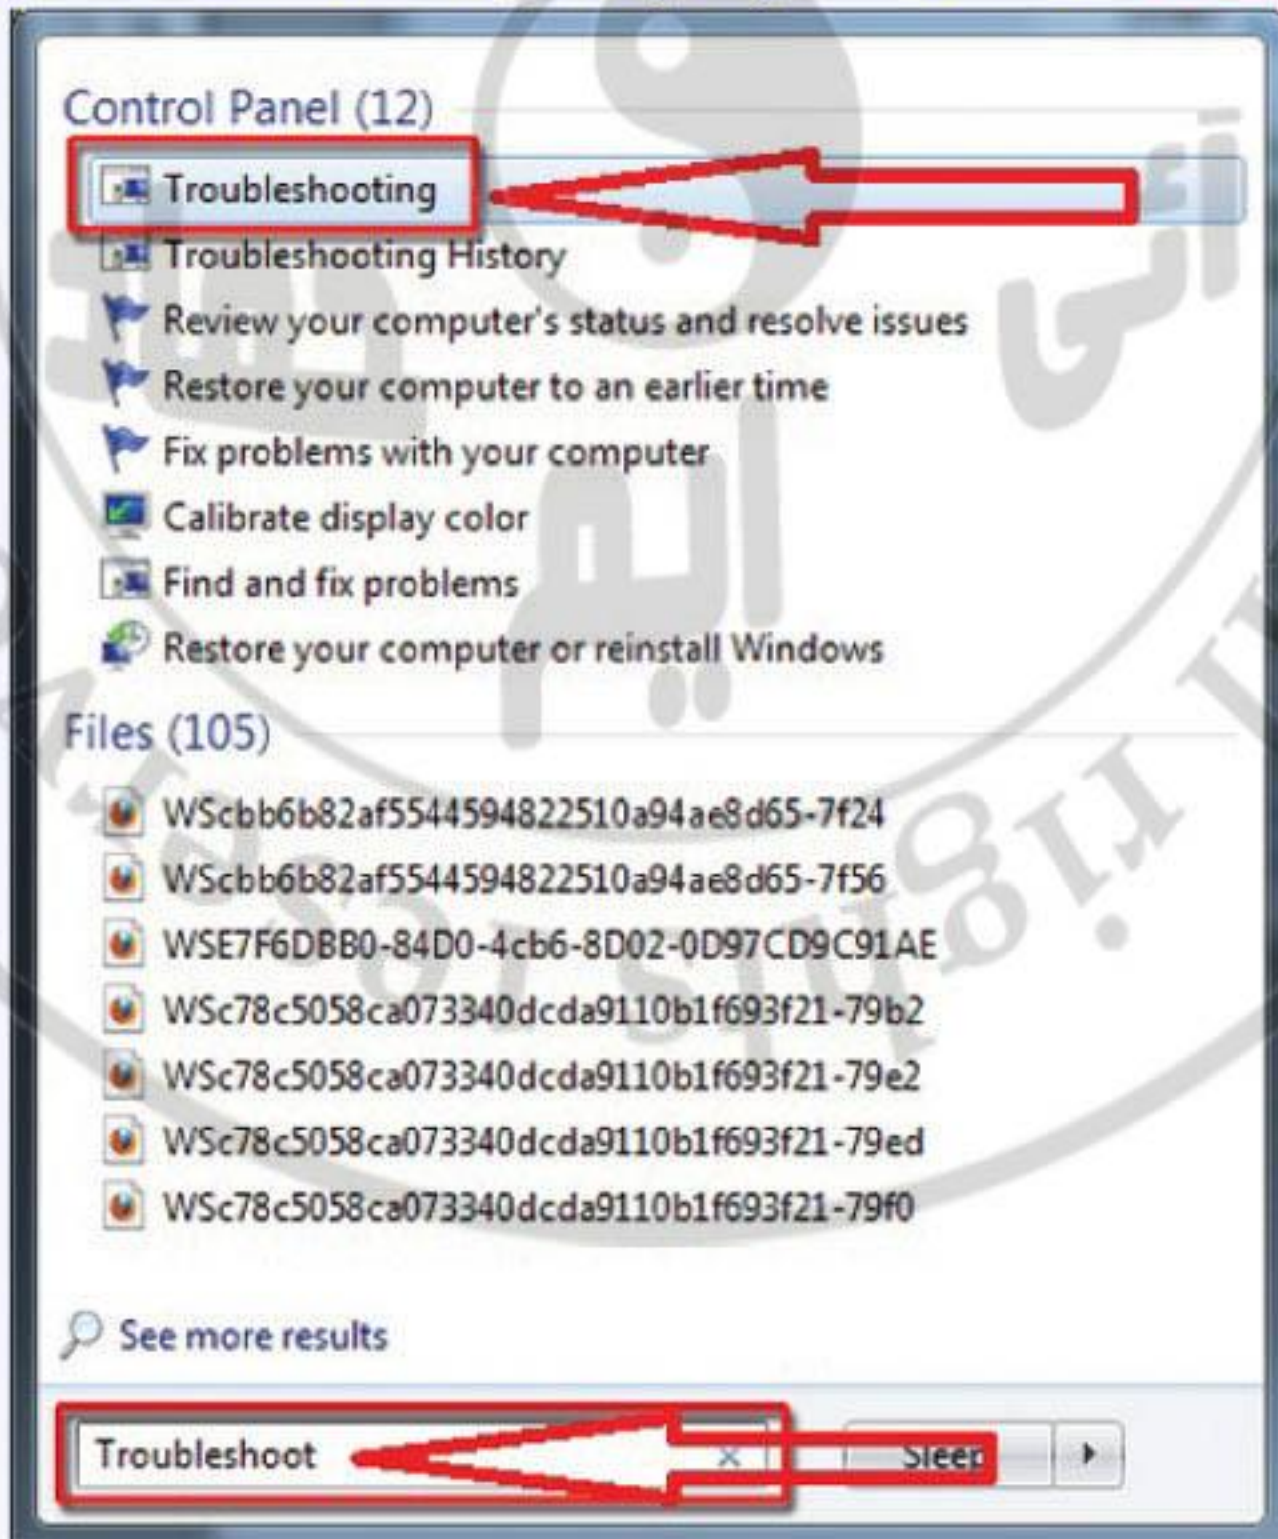 Control Panel (12)
Troubleshooting
Troubleshooting History
Review your computer's status and resolve issues
Restore your computer to an earlier time
Fix problems with your computer
Calibrate display color
Find and fix problems
Restore your computer or reinstall Windows
Files (105)
WScbb6b82af5544594822510a94ae8d65-7f24
WScbb6b82af5544594822510a94ae8d65-7f56
WSE7F6DBB0-84D0-4cb6-8D02-0D97CD9C91AE
WSc78c5058ca073340dcda9110b1f693f21-79b2
WSc78c5058ca073340dcda9110b1f693f21-79e2
WSc78c5058ca073340dcda9110b1f693f21-79ed
WSc78c5058ca073340dcda9110b1f693f21-79f0
See more results
Troubleshoot
Sleep
آئی
ایم